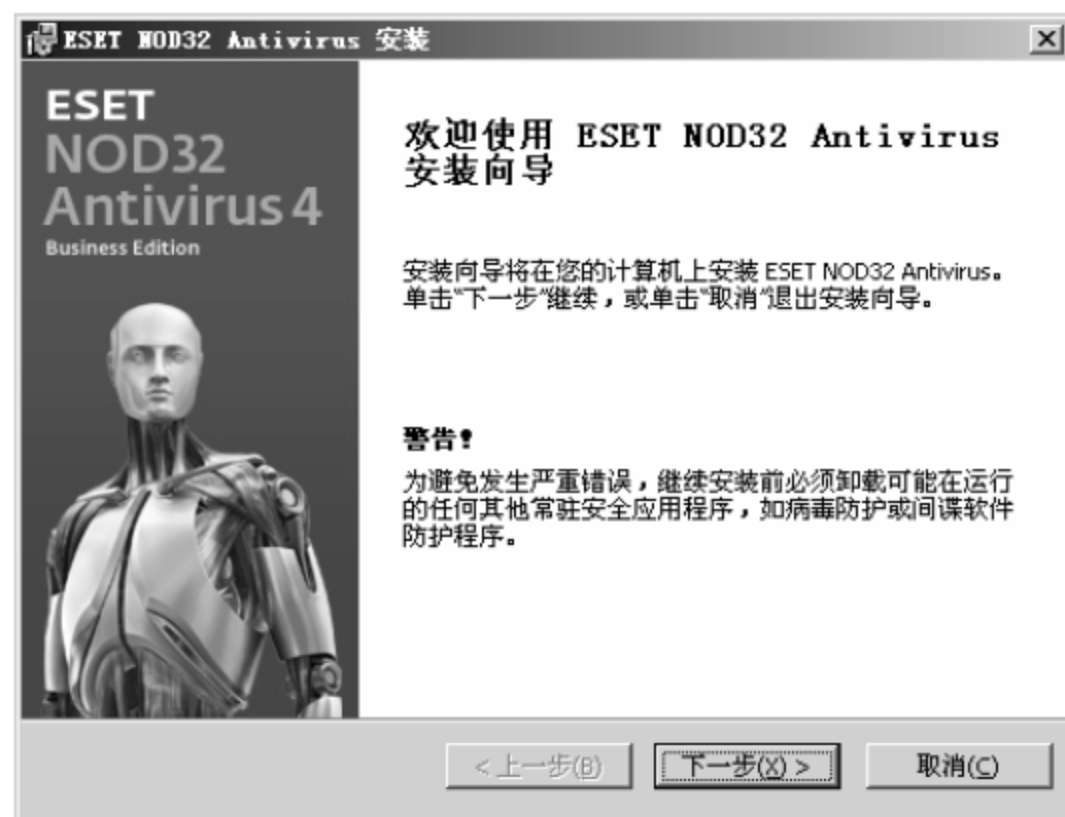 ESET NOD32 Antivirus 安装
ESET
NOD32
Antivirus 4
Business Edition
欢迎使用 ESET NOD32 Antivirus
安装向导
安装向导将在您的计算机上安装 ESET NOD32 Antivirus。
单击“下一步”继续，或单击“取消”退出安装向导。
警告！
为避免发生严重错误，继续安装前必须卸载可能在运行
的任何其他常驻安全应用程序，如病毒防护或间谍软件
防护程序。
<上一步(B)
下一步(X) >
取消(C)